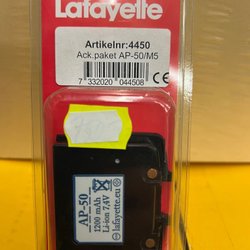 Lafayette
Artikelnr:4450
Ack.paket AP-50/M5
7 332020 044508
AP-50
1200 mAh
Li-ion 7,4V
lafayette.eu